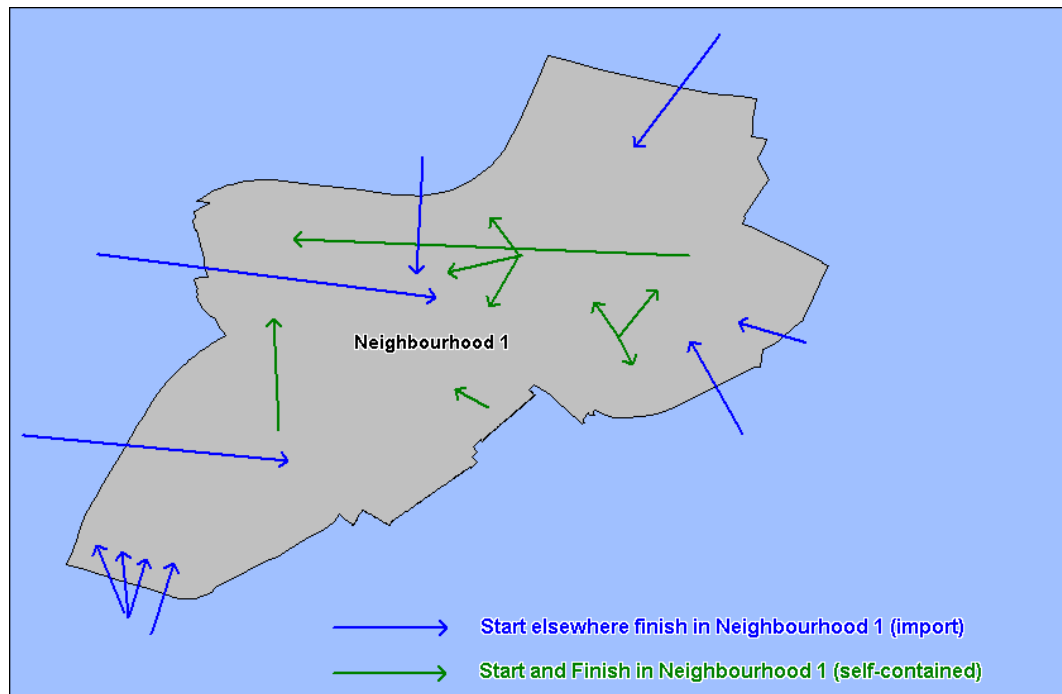 Neighbourhood 1
Start elsewhere finish in Neighbourhood 1 (import)
Start and Finish in Neighbourhood 1 (self-contained)